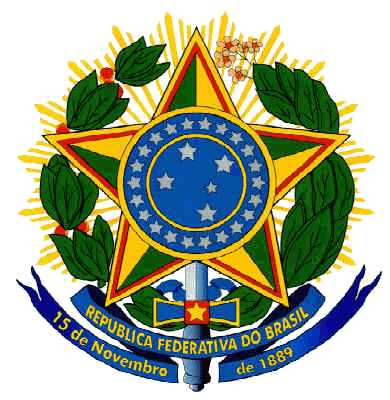 REPUBLICA FEDERATIVA DO BRASIL
15 de Novembro de 1889